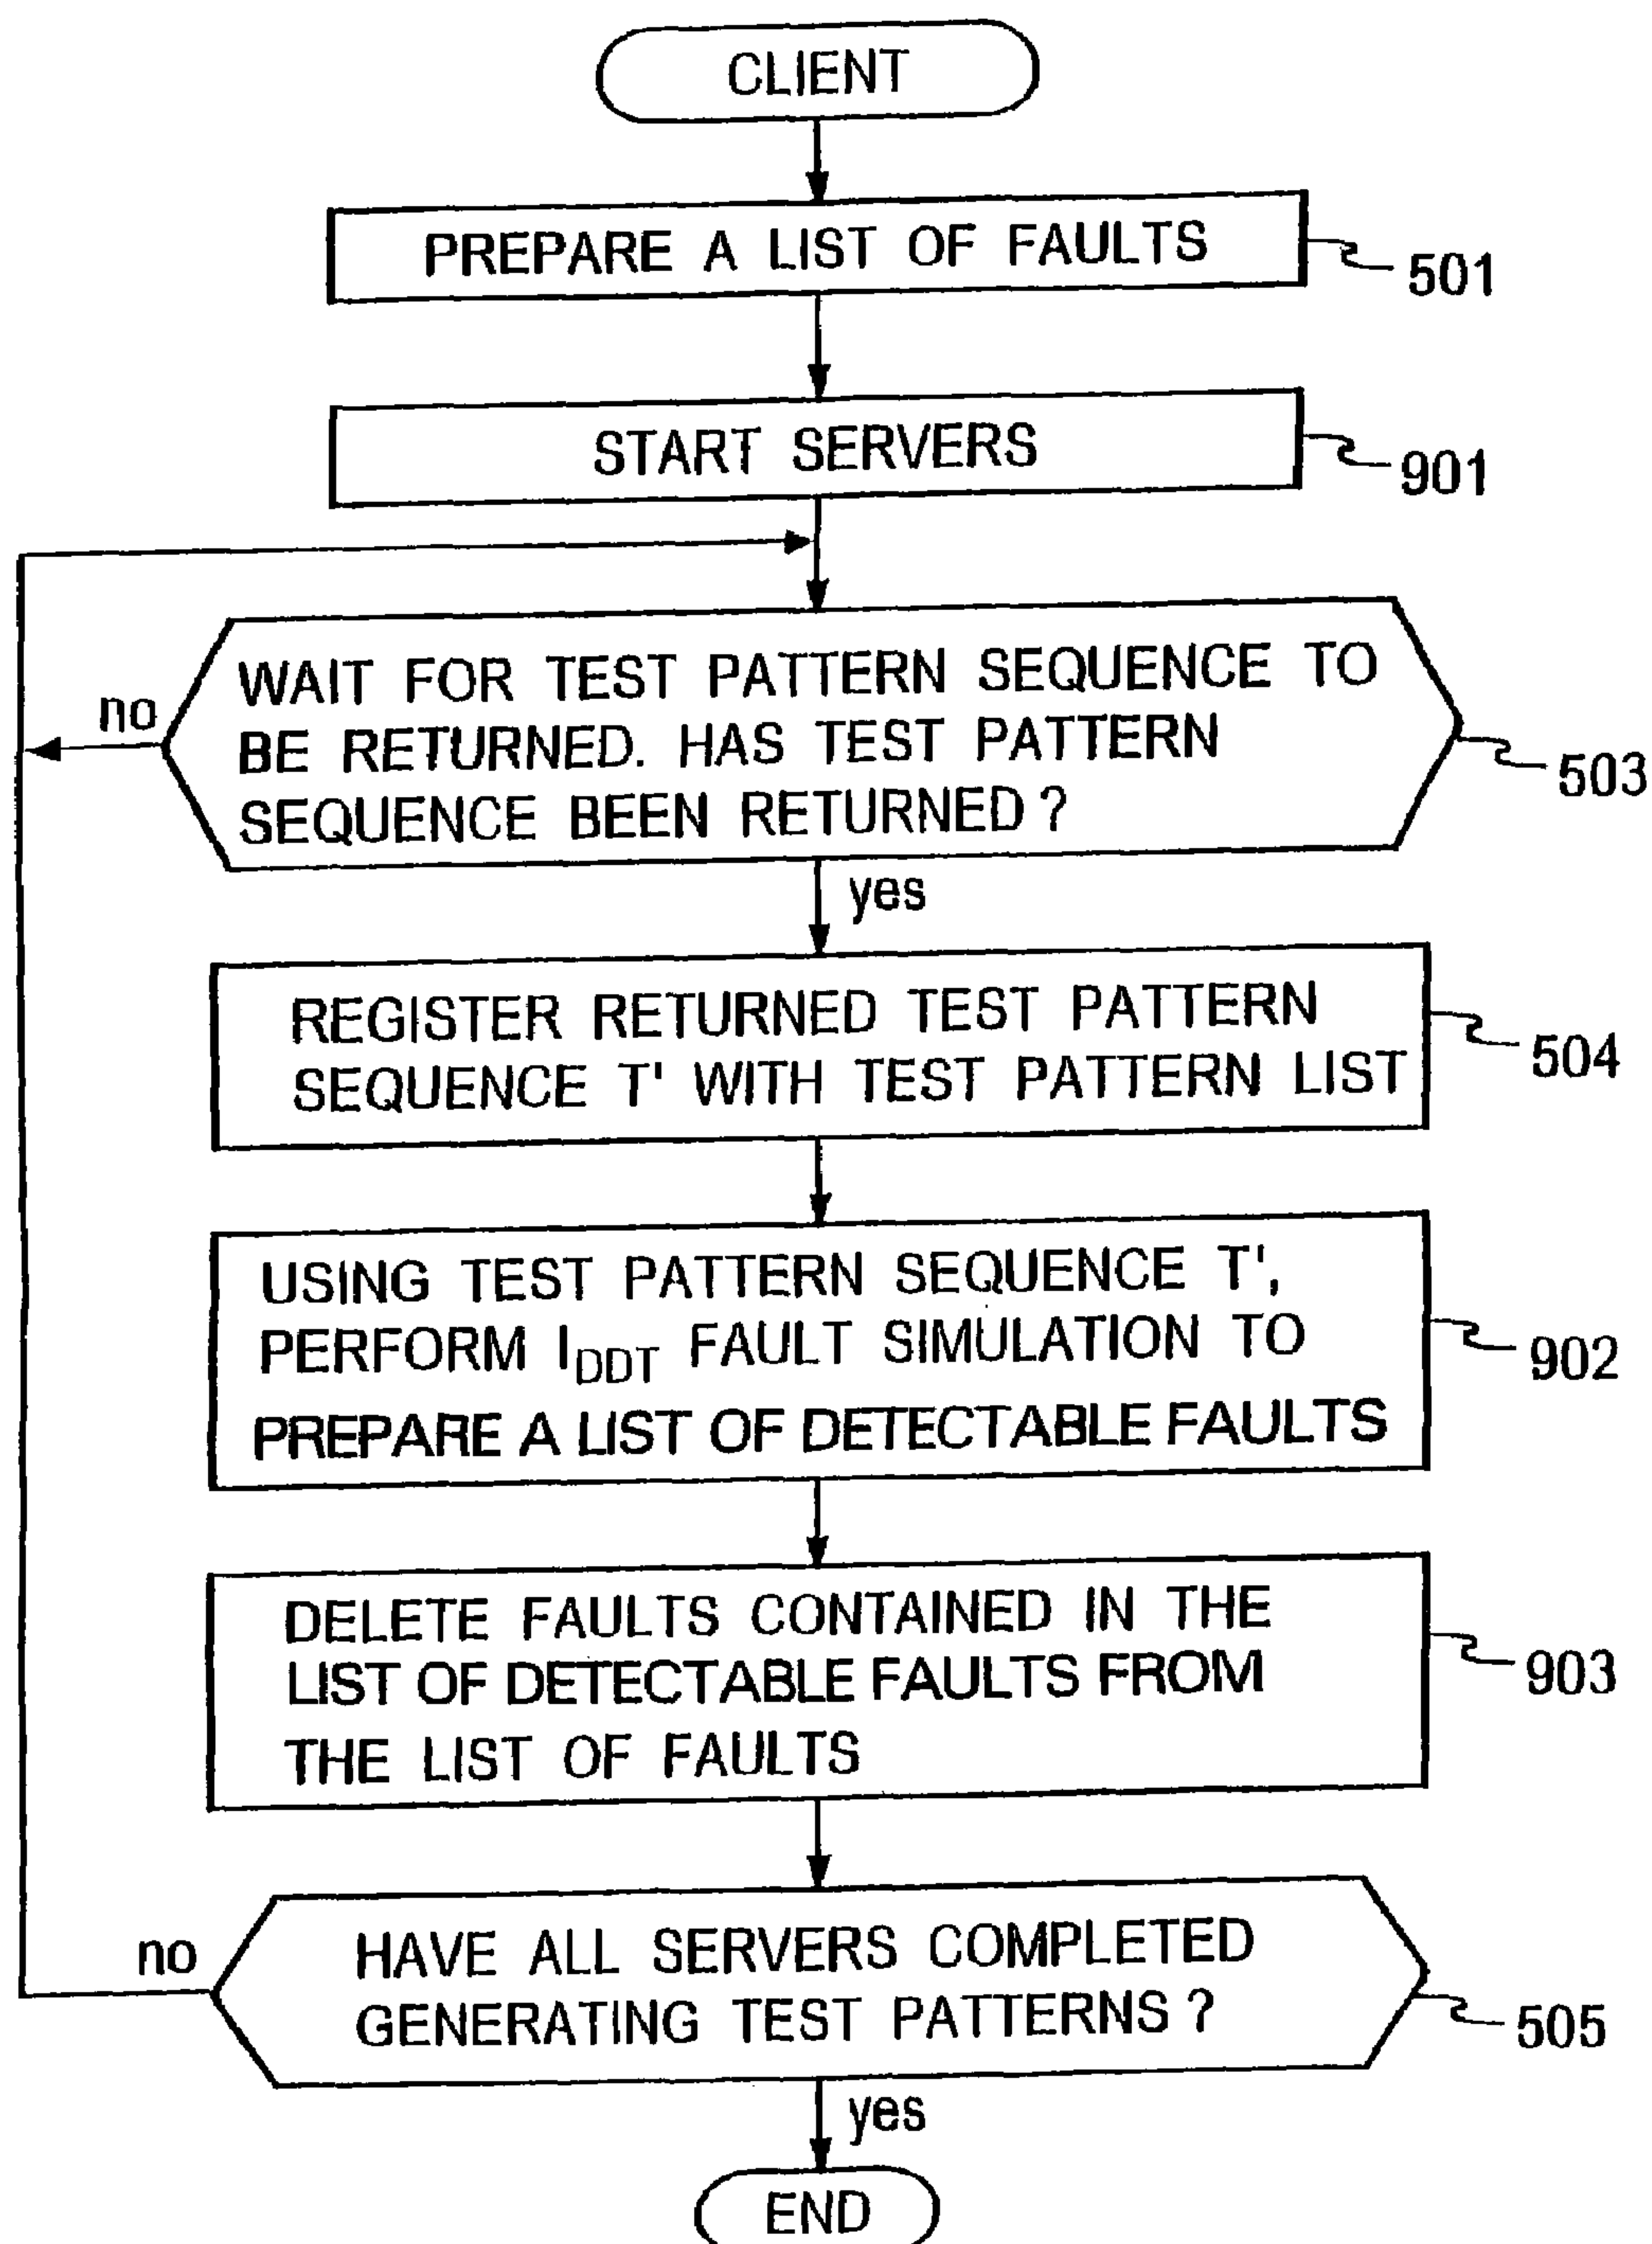 CLIENT
PREPARE A LIST OF FAULTS
501
START SERVERS
901
WAIT FOR TEST PATTERN SEQUENCE TO
BE RETURNED. HAS TEST PATTERN
SEQUENCE BEEN RETURNED?
no
503
yes
REGISTER RETURNED TEST PATTERN
SEQUENCE T' WITH TEST PATTERN LIST
504
USING TEST PATTERN SEQUENCE T',
PERFORM IDDT FAULT SIMULATION TO
PREPARE A LIST OF DETECTABLE FAULTS
902
DELETE FAULTS CONTAINED IN THE
LIST OF DETECTABLE FAULTS FROM
THE LIST OF FAULTS
903
no
HAVE ALL SERVERS COMPLETED
GENERATING TEST PATTERNS?
505
yes
END